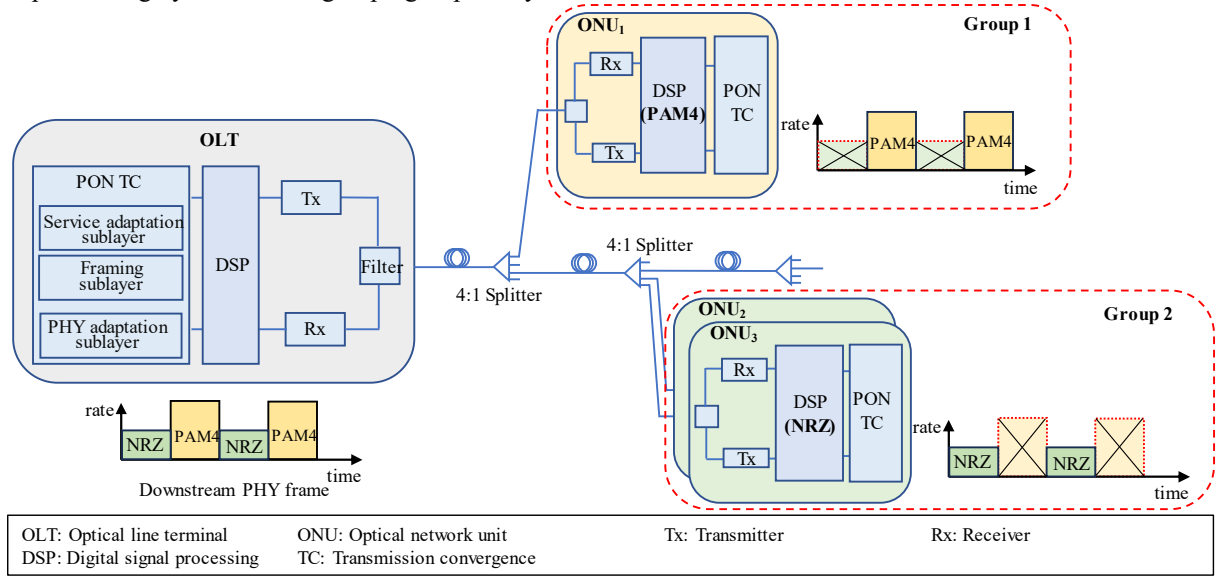 ONU1
Group 1
Rx
DSP
(PAM4)
PON
TC
Tx
rate
PAM4
PAM4
time
OLT
PON TC
Service adaptation
sublayer
Framing
sublayer
PHY adaptation
sublayer
DSP
Tx
Filter
Rx
4:1 Splitter
4:1 Splitter
ONU2
ONU3
Group 2
Rx
DSP
(NRZ)
PON
TC
Tx
rate
NRZ
NRZ
time
rate
NRZ
PAM4
NRZ
PAM4
time
Downstream PHY frame
OLT: Optical line terminal
ONU: Optical network unit
Tx: Transmitter
Rx: Receiver
DSP: Digital signal processing
TC: Transmission convergence